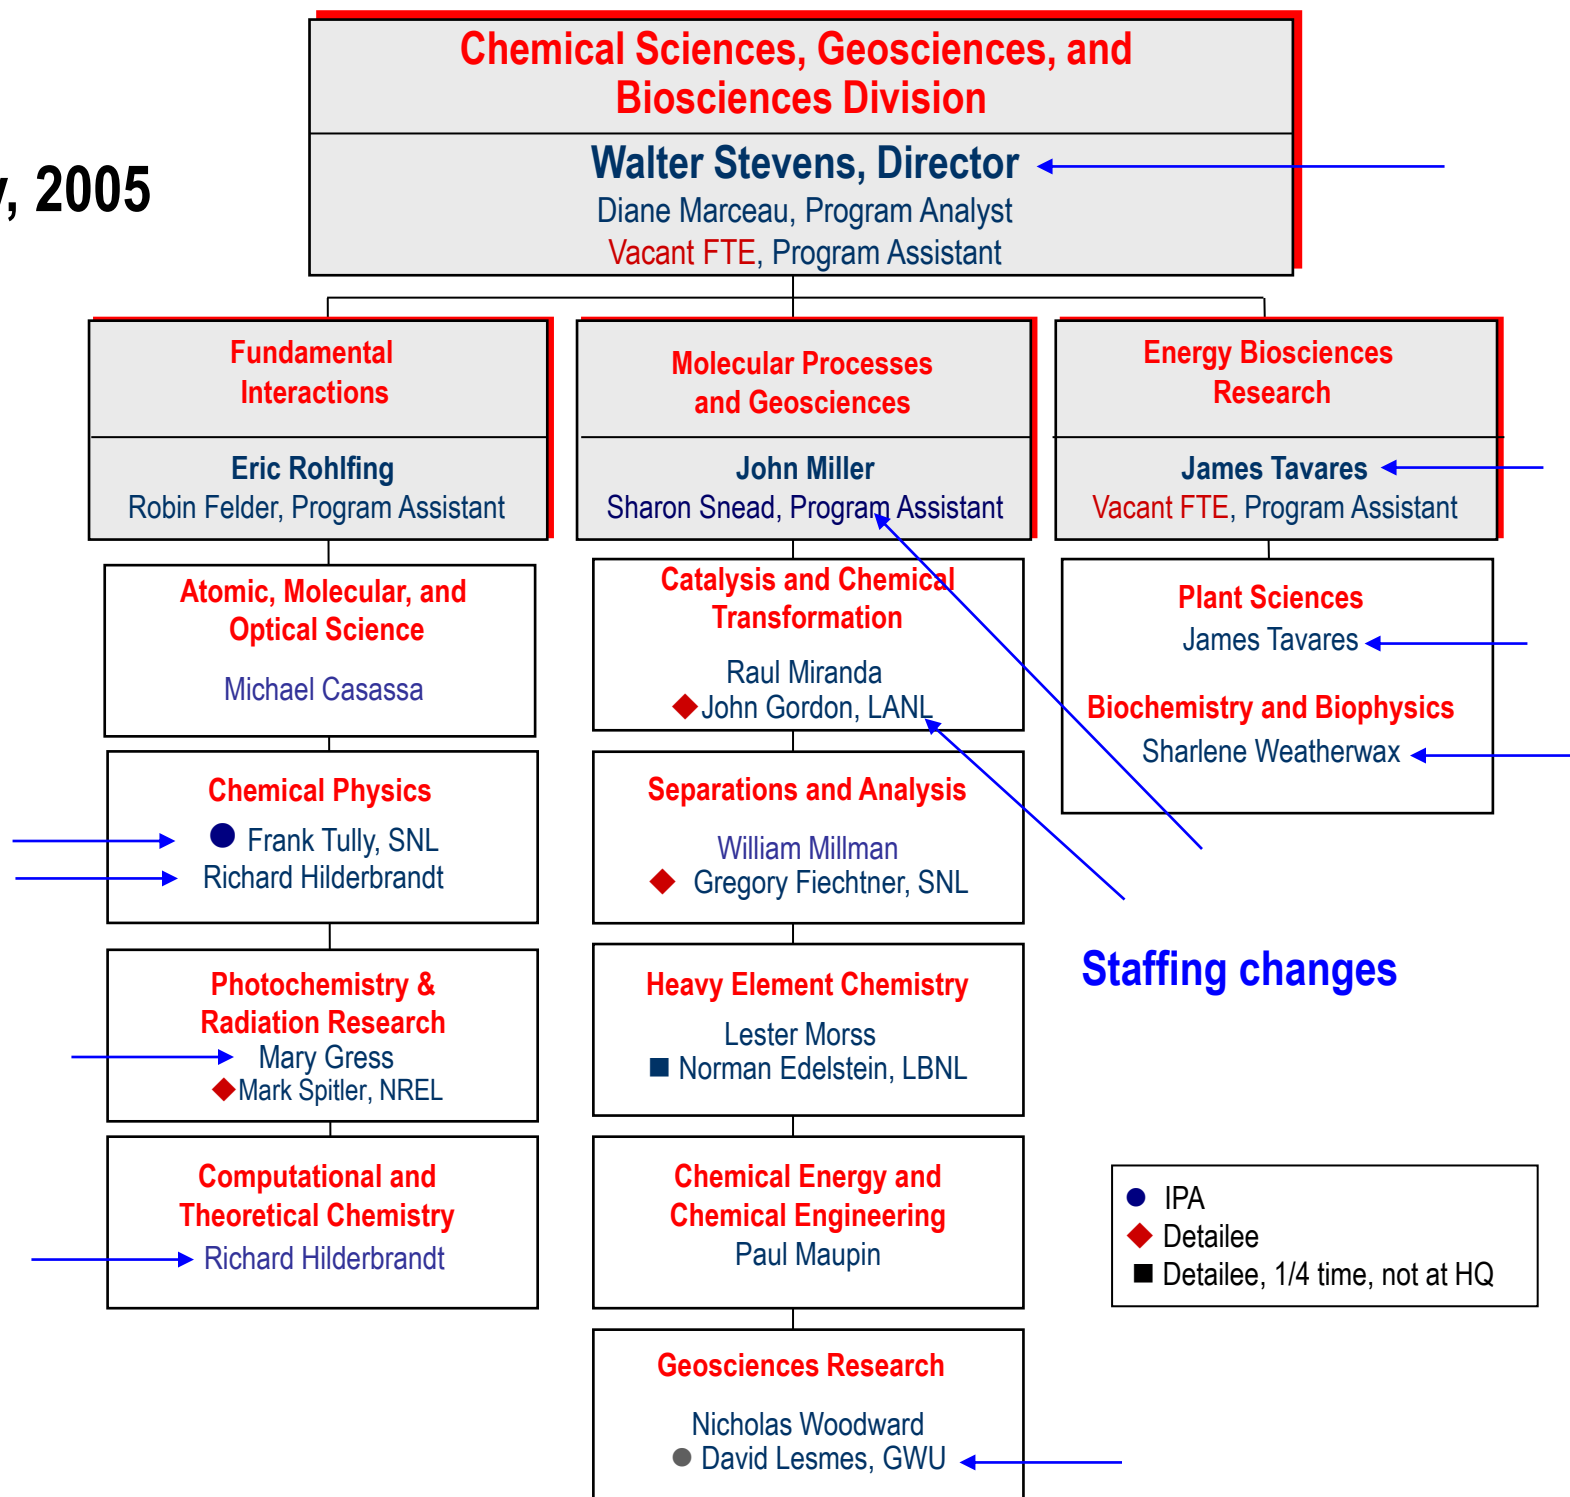 Chemical Sciences, Geosciences, and
Biosciences Division
Walter Stevens, Director
Diane Marceau, Program Analyst
Vacant FTE, Program Assistant
, 2005
Fundamental
Interactions
Eric Rohlfing
Robin Felder, Program Assistant
Atomic, Molecular, and
Optical Science
Michael Casassa
Chemical Physics
● Frank Tully, SNL
Richard Hilderbrandt
Photochemistry &
Radiation Research
Mary Gress
◆Mark Spitler, NREL
Computational and
Theoretical Chemistry
Richard Hilderbrandt
Molecular Processes
and Geosciences
John Miller
Sharon Snead, Program Assistant
Catalysis and Chemical
Transformation
Raul Miranda
◆John Gordon, LANL
Separations and Analysis
William Millman
◆ Gregory Fiechtner, SNL
Heavy Element Chemistry
Lester Morss
■ Norman Edelstein, LBNL
Chemical Energy and
Chemical Engineering
Paul Maupin
Geosciences Research
Nicholas Woodward
● David Lesmes, GWU
Energy Biosciences
Research
James Tavares
Vacant FTE, Program Assistant
Plant Sciences
James Tavares
Biochemistry and Biophysics
Sharlene Weatherwax
Staffing changes
● IPA
◆ Detailee
■ Detailee, 1/4 time, not at HQ